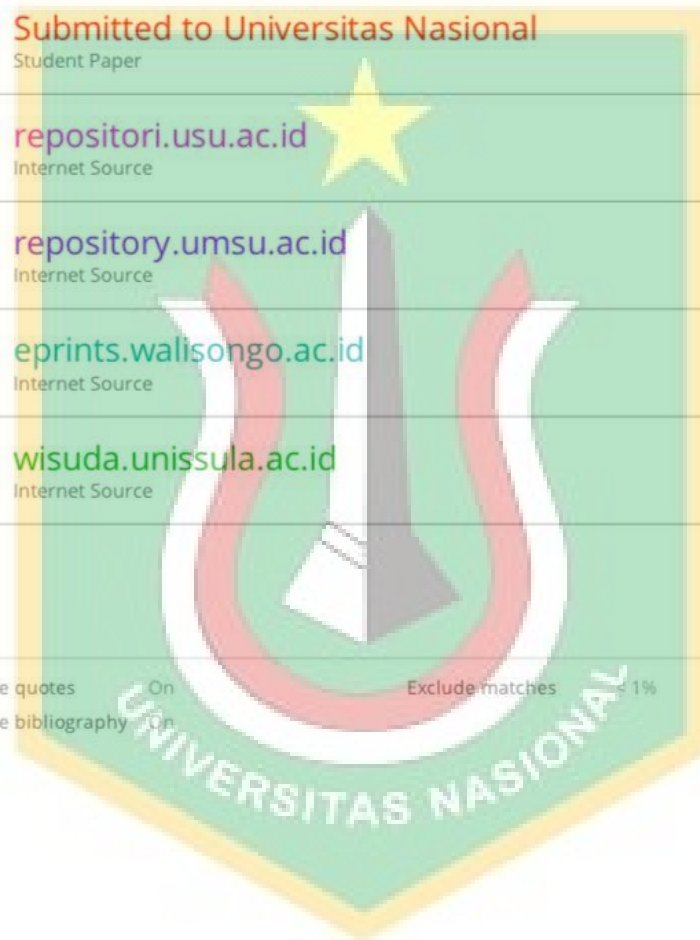 Submitted to Universitas Nasional
Student Paper
repositori.usu.ac.id
Internet Source
repository.umsu.ac.id
Internet Source
eprints.walisongo.ac.id
Internet Source
wisuda.unissula.ac.id
Internet Source
e quotes On Exclude matches < 1%
e bibliography On
UNIVERSITAS NASIONAL